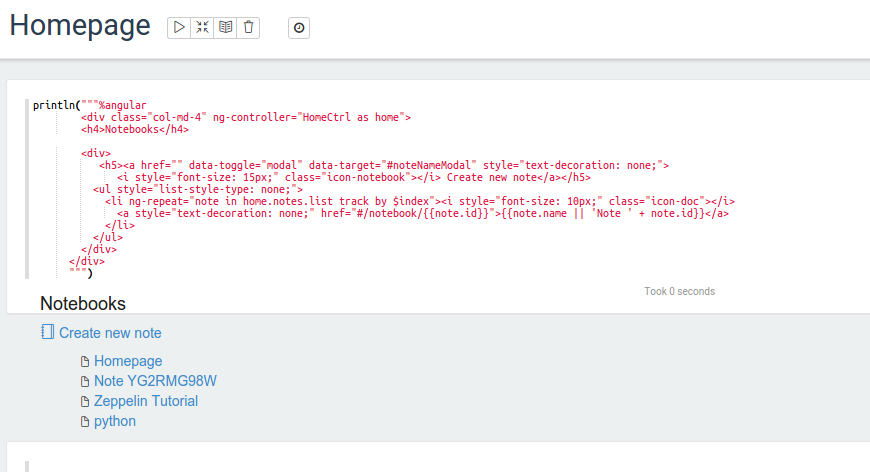 Homepage
println("""%angular
<div class="col-md-4" ng-controller="HomeCtrl as home">
<h4>Notebooks</h4>
<div>
<h5><a href="" data-toggle="modal" data-target="#noteNameModal" style="text-decoration: none;">
<i style="font-size: 15px;" class="icon-notebook"></i> Create new note</a></h5>
<ul style="list-style-type: none;">
<li ng-repeat="note in home.notes.list track by $index"><i style="font-size: 10px;" class="icon-doc"></i>
<a style="text-decoration: none;" href="#/notebook/{{note.id}}">{{note.name || 'Note ' + note.id}}</a>
</li>
</ul>
</div>
</div>
""")
Took 0 seconds
Notebooks
Create new note
Homepage
Note YG2RMG98W
Zeppelin Tutorial
python